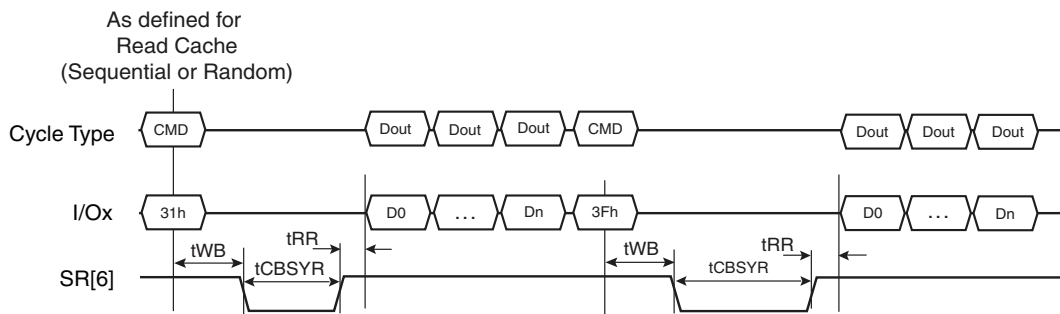 As defined for
Read Cache
(Sequential or Random)
Cycle Type
CMD
Dout
Dout
Dout
CMD
Dout
Dout
Dout
I/Ox
31h
D0
...
Dn
3Fh
D0
...
Dn
tWB
tRR
tWB
tRR
SR[6]
tCBSYR
tCBSYR